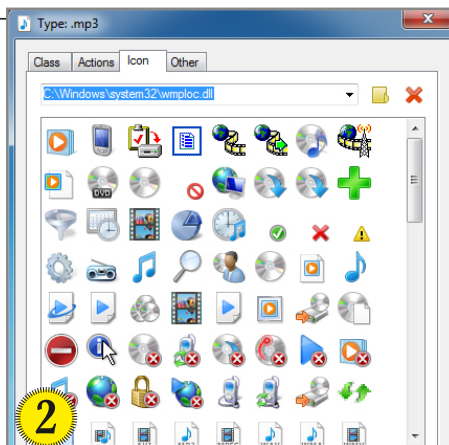 Type: .mp3
X
Class Actions Icon Other
C:\Windows\system32\wmploc.dll
DVD
2